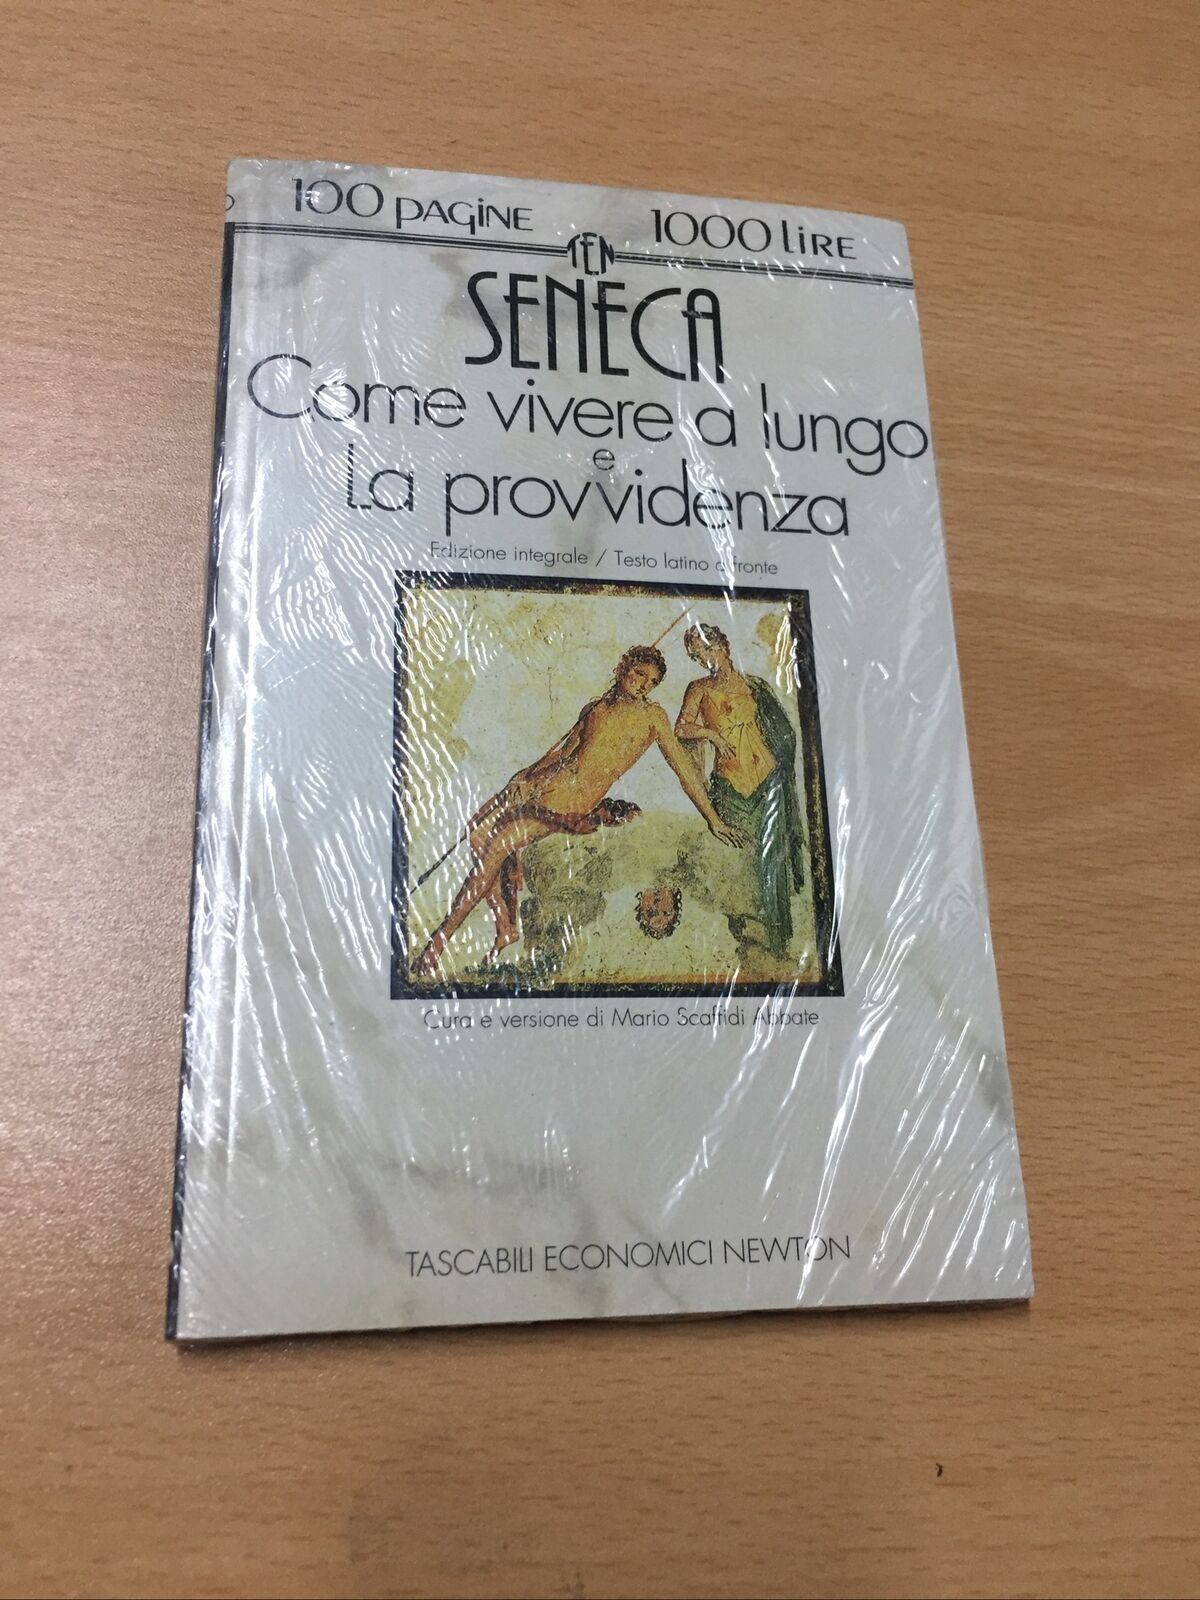 100 PAGINE 1000 LIRE
TEN
SENECA
Come vivere a lungo
e
La provvidenza
Edizione integrale / Testo latino a fronte
Cura e versione di Mario Scaffidi Abbate
TASCABILI ECONOMICI NEWTON